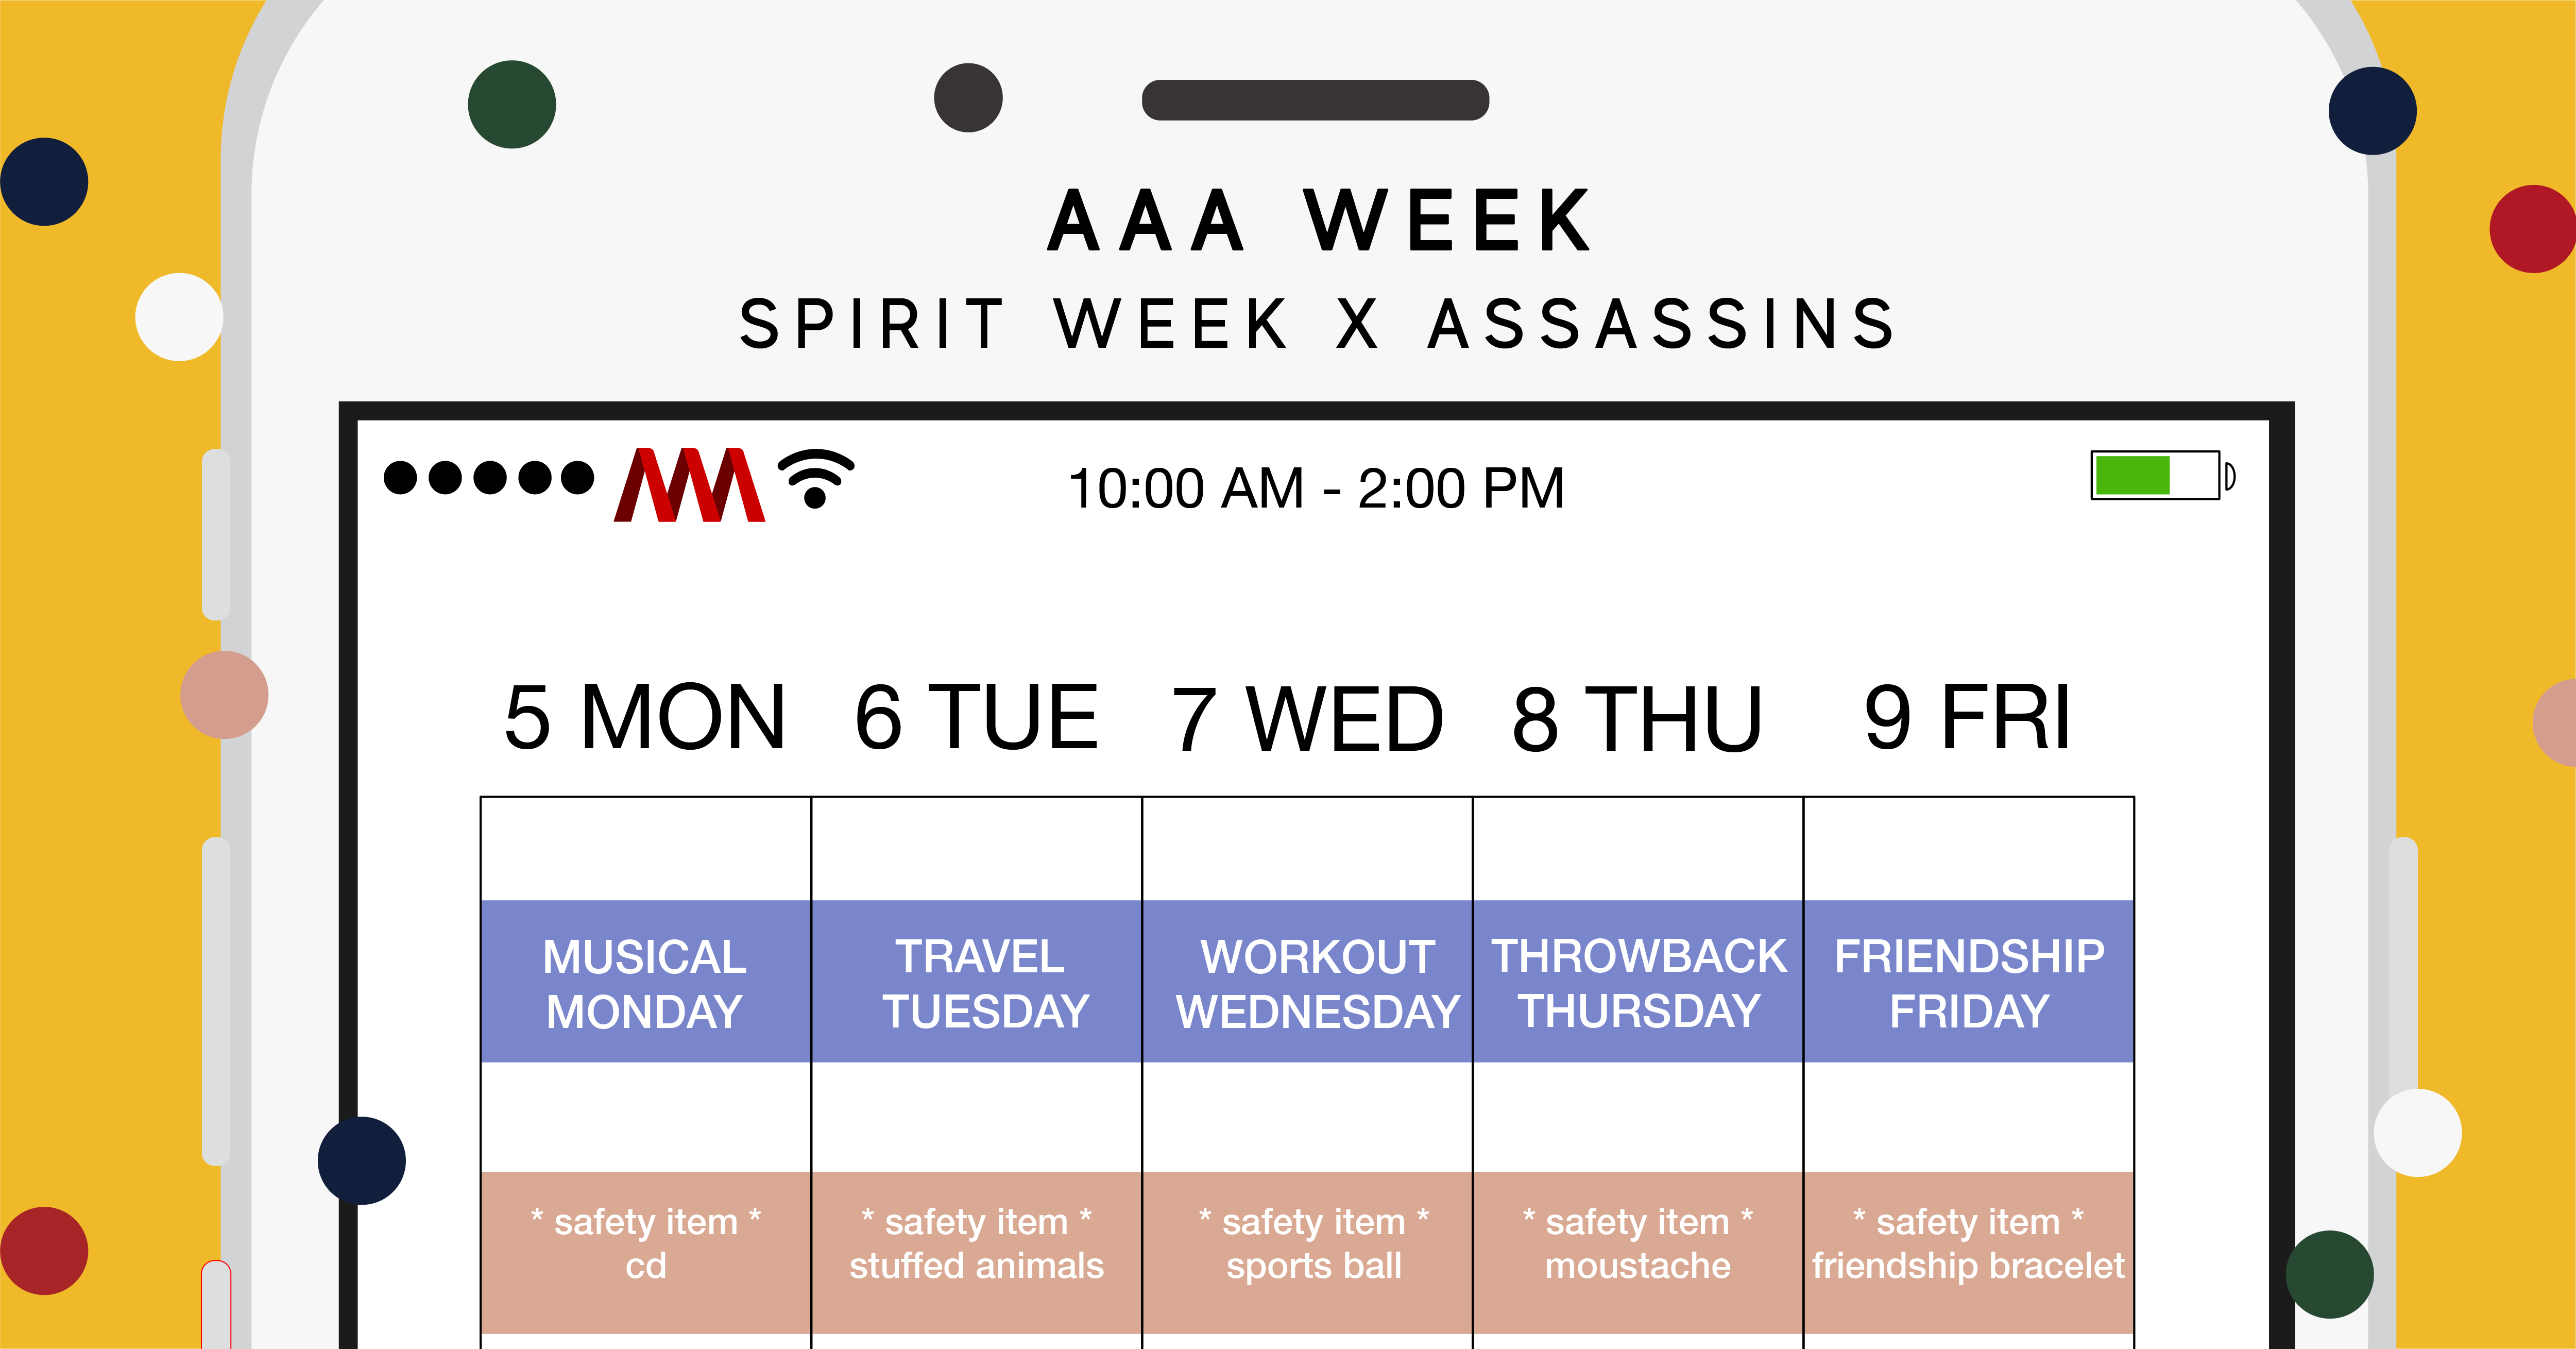 AAA WEEK
SPIRIT WEEK X ASSASSINS
10:00 AM - 2:00 PM
5 MON 6 TUE 7 WED 8 THU 9 FRI
MUSICAL MONDAY
TRAVEL TUESDAY
WORKOUT WEDNESDAY
THROWBACK THURSDAY
FRIENDSHIP FRIDAY
* safety item *
cd
* safety item *
stuffed animals
* safety item *
sports ball
* safety item *
moustache
* safety item *
friendship bracelet